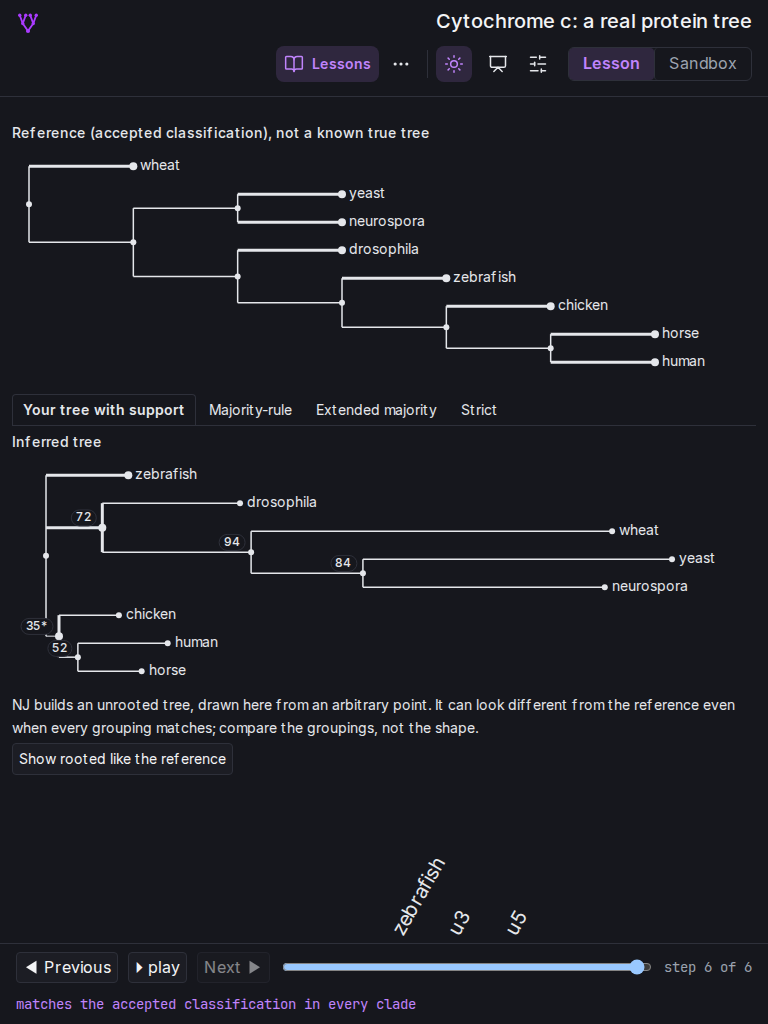 Cytochrome c: a real protein tree
Lessons
Lesson
Sandbox
Reference (accepted classification), not a known true tree
wheat
yeast
neurospora
drosophila
zebrafish
chicken
horse
human
Your tree with support
Majority-rule
Extended majority
Strict
Inferred tree
zebrafish
72
drosophila
94
wheat
84
yeast
neurospora
35*
chicken
52
human
horse
NJ builds an unrooted tree, drawn here from an arbitrary point. It can look different from the reference even
when every grouping matches; compare the groupings, not the shape.
Show rooted like the reference
zebrafish
u3
u5
Previous
play
Next
step 6 of 6
matches the accepted classification in every clade